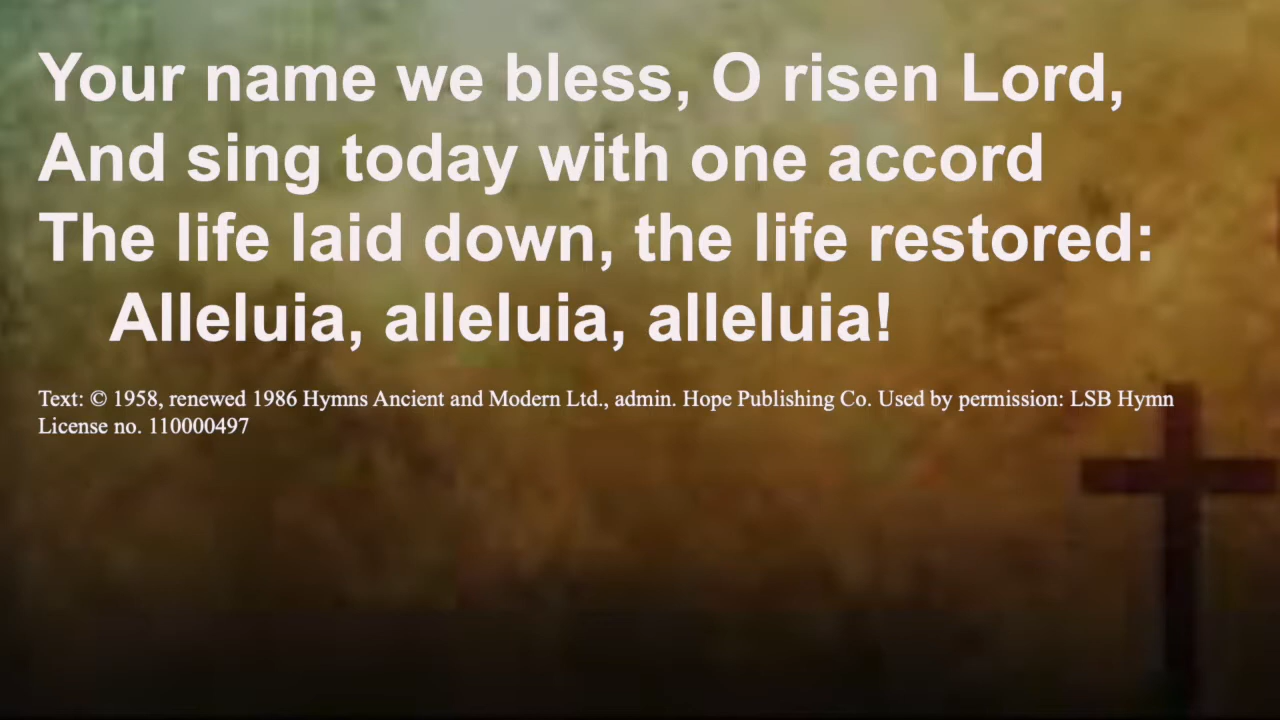 Your name we bless, O risen Lord,
And sing today with one accord
The life laid down, the life restored:
Alleluia, alleluia, alleluia!
Text: © 1958, renewed 1986 Hymns Ancient and Modern Ltd., admin. Hope Publishing Co. Used by permission: LSB Hymn
License no. 110000497